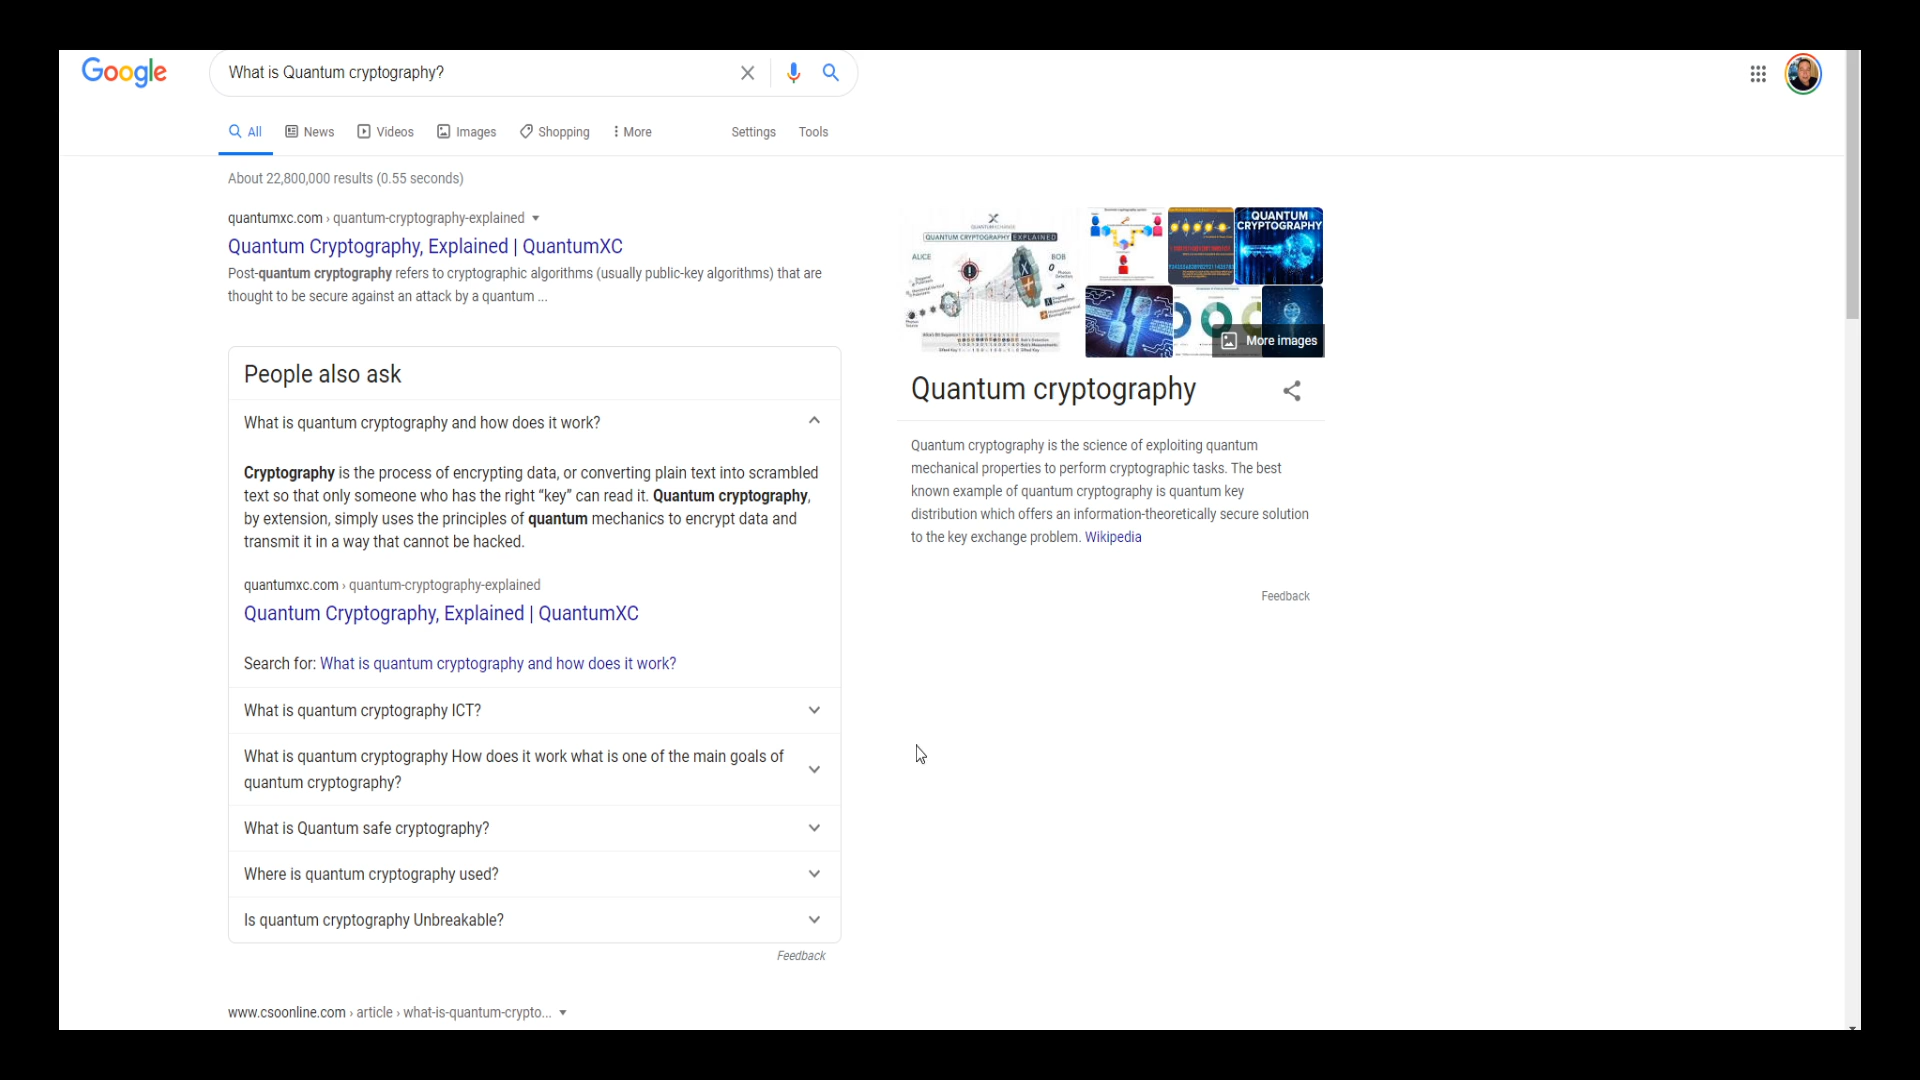 Google
What is Quantum cryptography?
All News Videos Images Shopping More Settings Tools
About 22,800,000 results (0.55 seconds)
quantumxc.com › quantum-cryptography-explained
Quantum Cryptography, Explained | QuantumXC
Post-quantum cryptography refers to cryptographic algorithms (usually public-key algorithms) that are
thought to be secure against an attack by a quantum ...
People also ask
What is quantum cryptography and how does it work?
Cryptography is the process of encrypting data, or converting plain text into scrambled
text so that only someone who has the right “key” can read it. Quantum cryptography,
by extension, simply uses the principles of quantum mechanics to encrypt data and
transmit it in a way that cannot be hacked.
quantumxc.com › quantum-cryptography-explained
Quantum Cryptography, Explained | QuantumXC
Search for: What is quantum cryptography and how does it work?
What is quantum cryptography ICT?
What is quantum cryptography How does it work what is one of the main goals of
quantum cryptography?
What is Quantum safe cryptography?
Where is quantum cryptography used?
Is quantum cryptography Unbreakable?
Feedback
www.csoonline.com › article › what-is-quantum-crypto...
QUANTUM CRYPTOGRAPHY EXPLAINED
ALICE
BOB
QUANTUM
CRYPTOGRAPHY
More images
Quantum cryptography
Quantum cryptography is the science of exploiting quantum
mechanical properties to perform cryptographic tasks. The best
known example of quantum cryptography is quantum key
distribution which offers an information-theoretically secure solution
to the key exchange problem. Wikipedia
Feedback